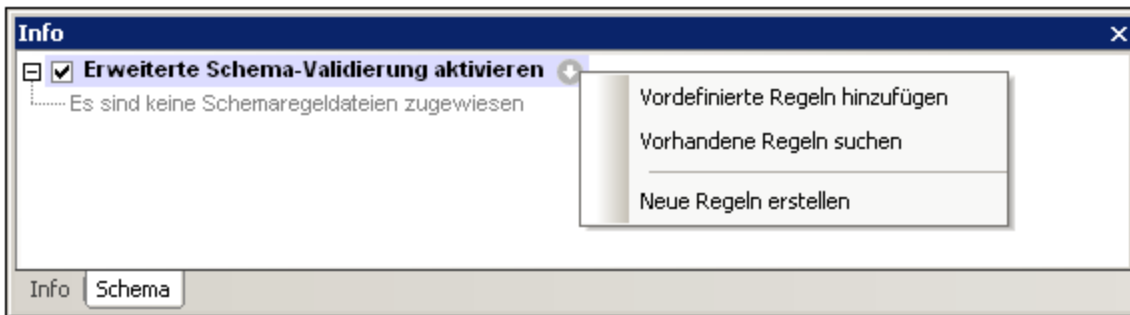 Info
Erweiterte Schema-Validierung aktivieren
Es sind keine Schemaregeldateien zugewiesen
Vordefinierte Regeln hinzufügen
Vorhandene Regeln suchen
Neue Regeln erstellen
Info
Schema